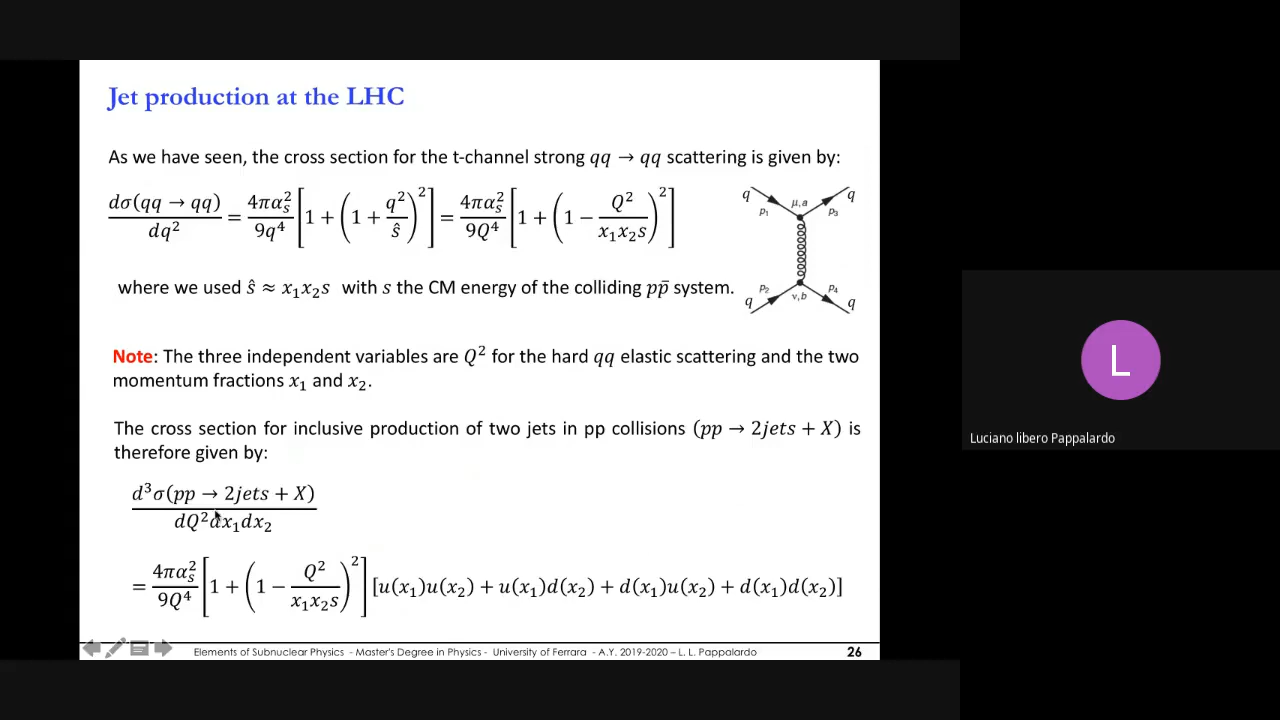 Jet production at the LHC
As we have seen, the cross section for the t-channel strong 𝑞𝑞 → 𝑞𝑞 scattering is given by:
dσ(qq → qq)/dq² = 4πα_s²/9q⁴ [1 + (1 + q²/ŝ)²] = 4πα_s²/9Q⁴ [1 + (1 − Q²/x₁x₂s)²]
q
μ,a
q
p₁
p₃
p₂
p₄
q
ν,b
q
where we used ŝ ≈ x₁x₂s with s the CM energy of the colliding pp̄ system.
Note: The three independent variables are Q² for the hard qq elastic scattering and the two
momentum fractions x₁ and x₂.
The cross section for inclusive production of two jets in pp collisions (pp → 2jets + X) is
therefore given by:
d³σ(pp → 2jets + X)/dQ²dx₁dx₂
= 4πα_s²/9Q⁴ [1 + (1 − Q²/x₁x₂s)²] [u(x₁)u(x₂) + u(x₁)d(x₂) + d(x₁)u(x₂) + d(x₁)d(x₂)]
Elements of Subnuclear Physics - Master's Degree in Physics - University of Ferrara - A.Y. 2019-2020 – L. L. Pappalardo
26
L
Luciano libero Pappalardo